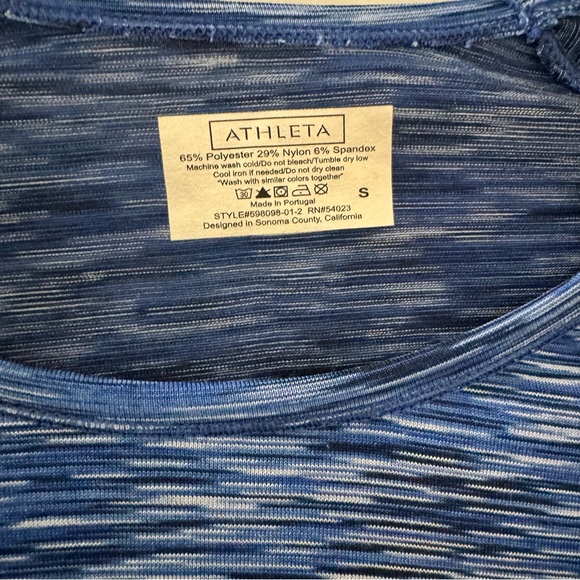 ATHLETA
65% Polyester 29% Nylon 6% Spandex
Machine wash cold/Do not bleach/Tumble dry low
Cool iron if needed/Do not dry clean
"Wash with similar colors together"
30
S
Made in Portugal
STYLE#598098-01-2 RN#54023
Designed in Sonoma County, California